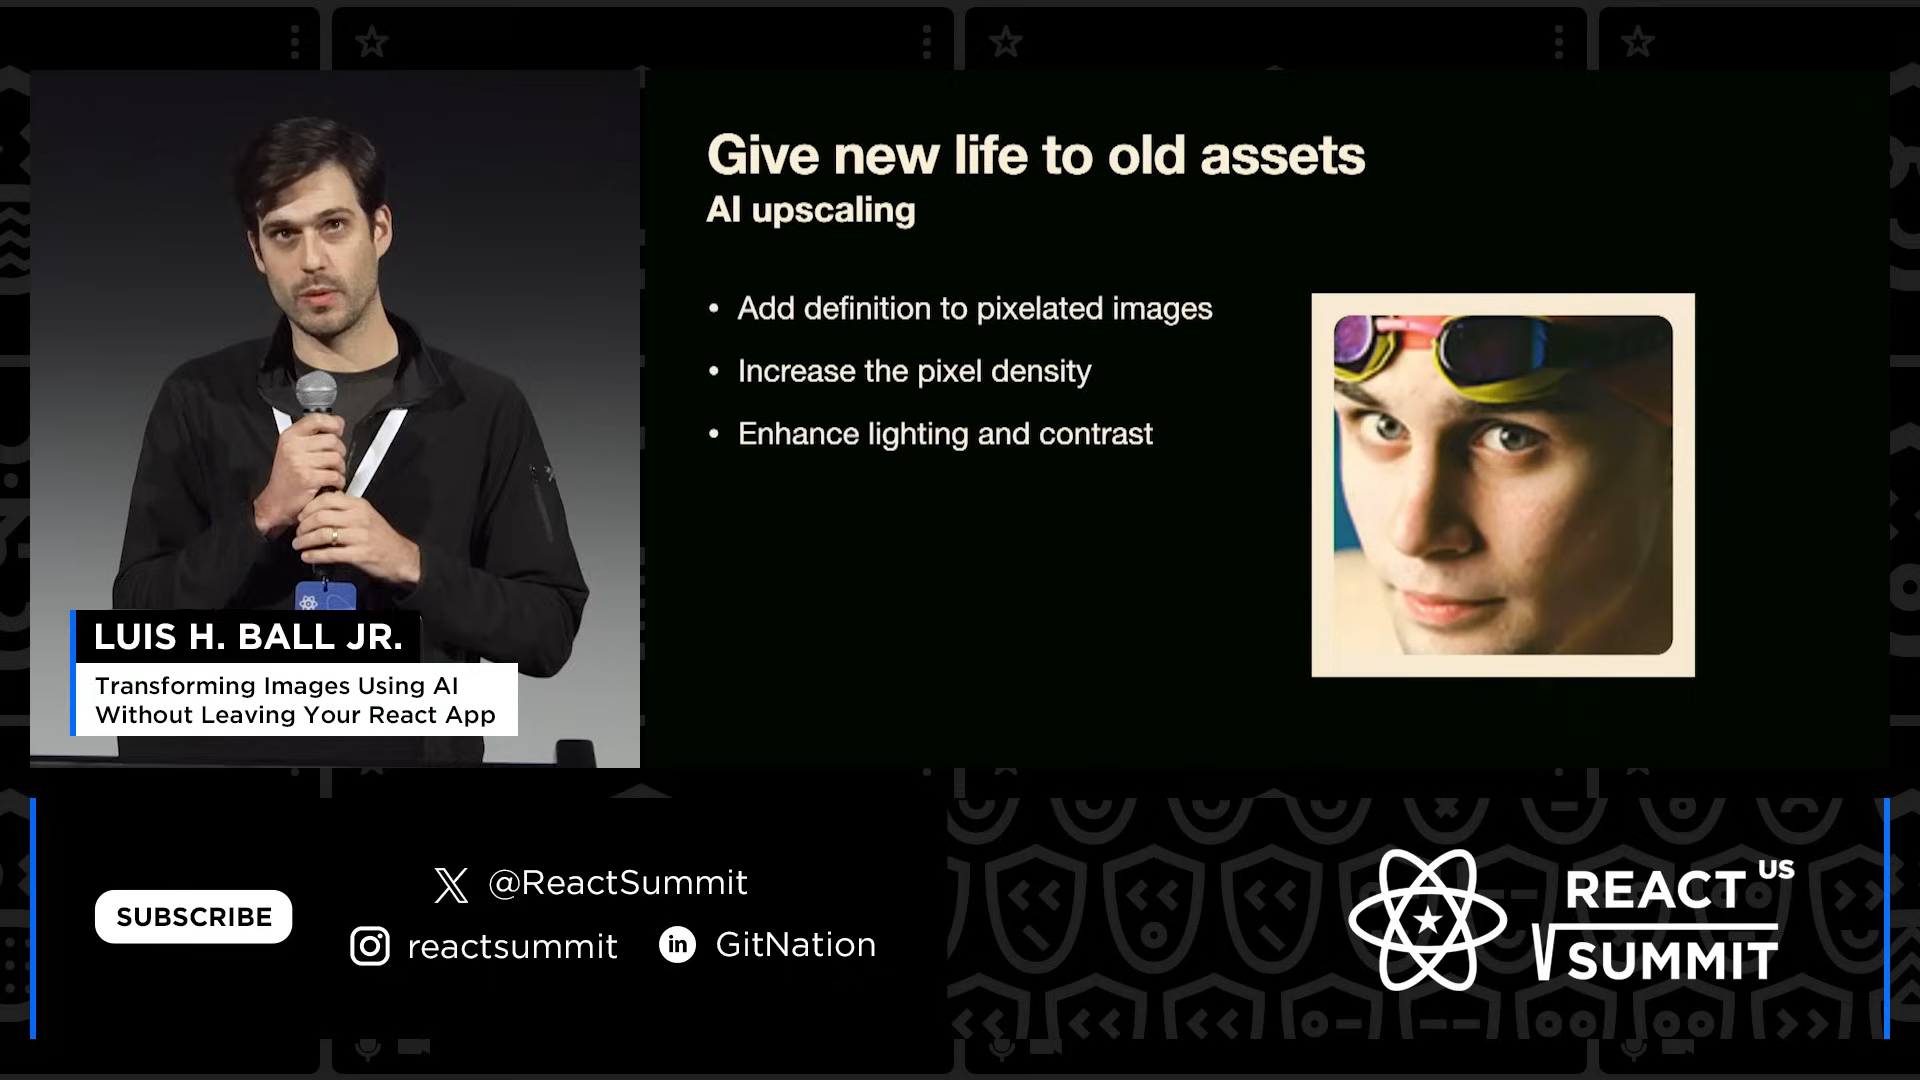 Give new life to old assets
AI upscaling
• Add definition to pixelated images
• Increase the pixel density
• Enhance lighting and contrast
LUIS H. BALL JR.
Transforming Images Using AI
Without Leaving Your React App
SUBSCRIBE
@ReactSummit
reactsummit
in GitNation
REACT US
SUMMIT